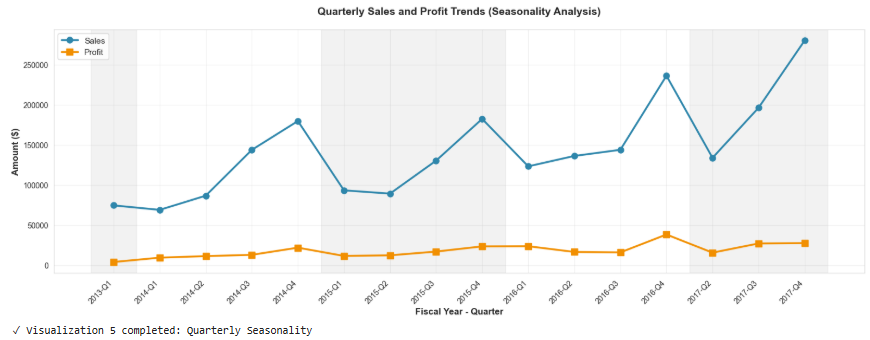 Quarterly Sales and Profit Trends (Seasonality Analysis)
Sales
Profit
250000
200000
150000
100000
50000
0
Amount ($)
2013-Q1
2014-Q1
2014-Q2
2014-Q3
2014-Q4
2015-Q1
2015-Q2
2015-Q3
2015-Q4
2016-Q1
2016-Q2
2016-Q3
2016-Q4
2017-Q2
2017-Q3
2017-Q4
Fiscal Year - Quarter
✓ Visualization 5 completed: Quarterly Seasonality